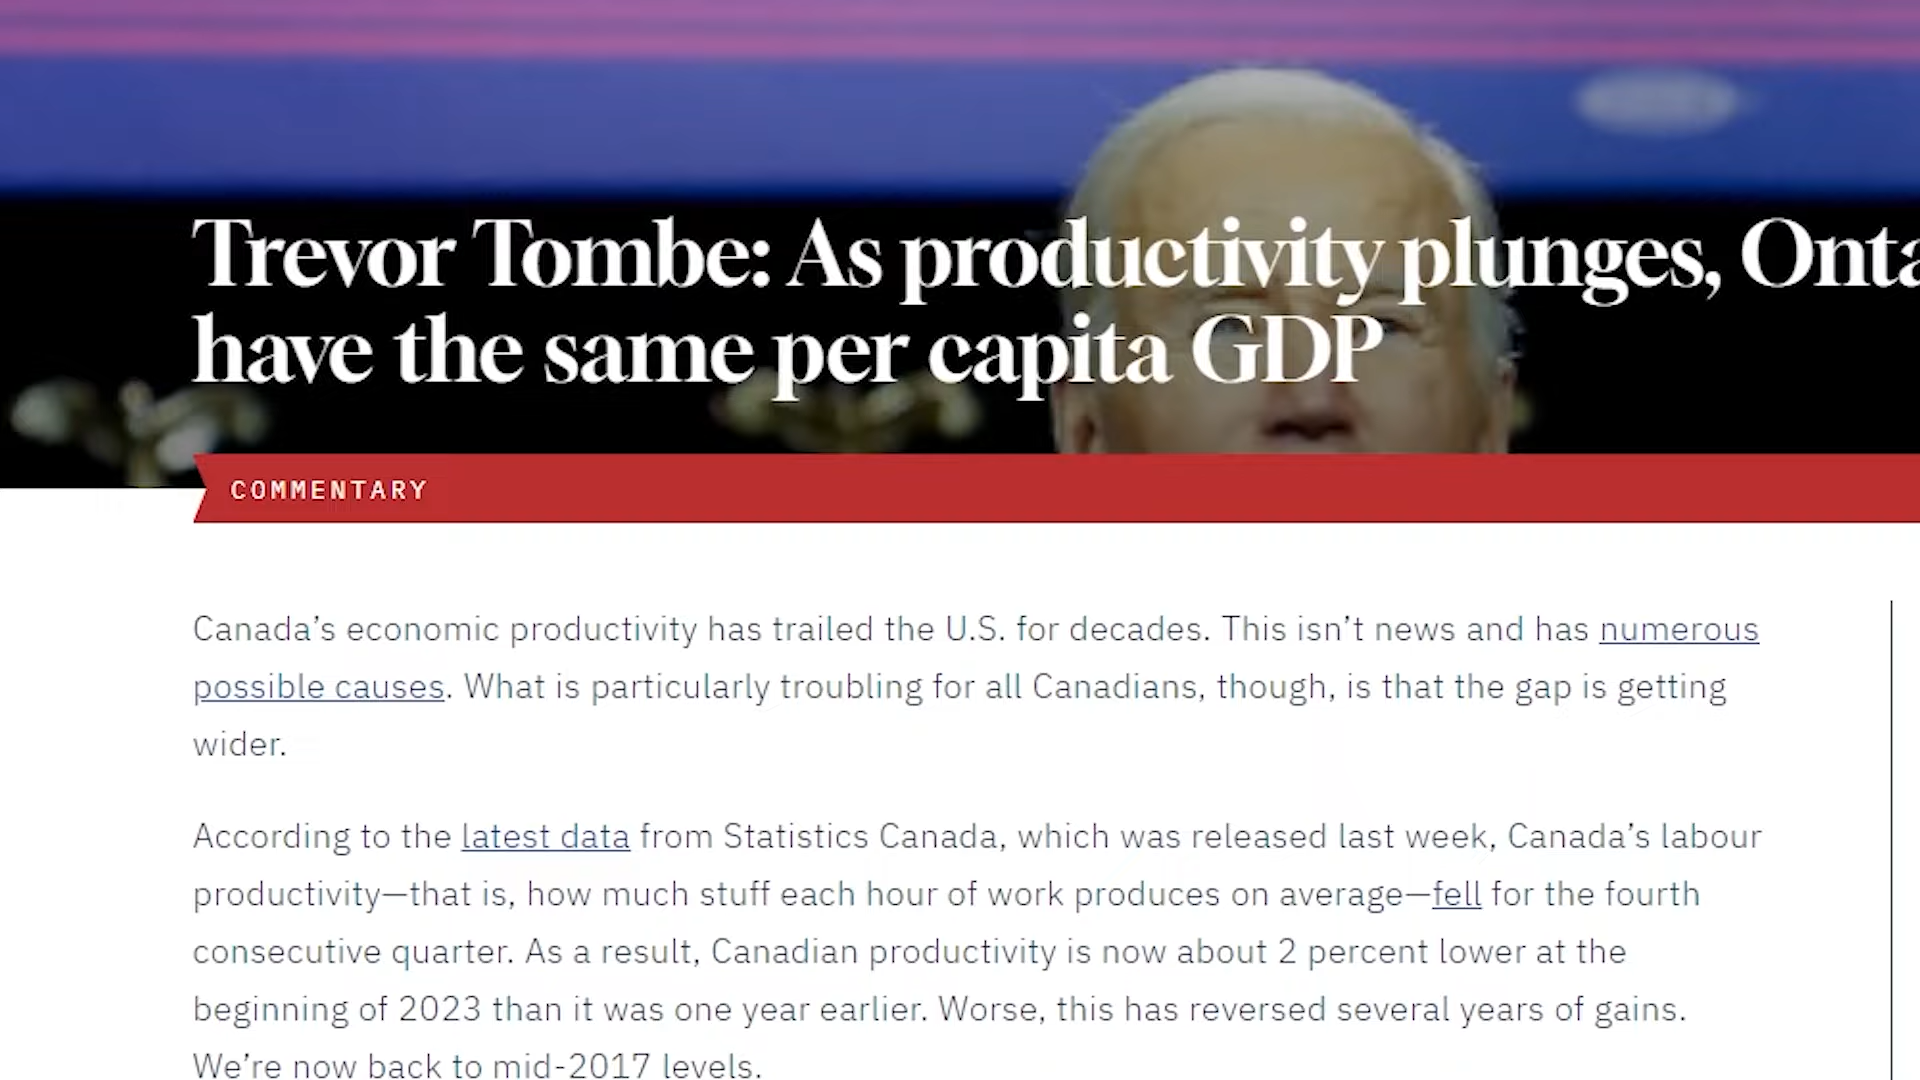 Trevor Tombe: As productivity plunges,
have the same per capita GDP
COMMENTARY
Canada’s economic productivity has trailed the U.S. for decades. This isn’t news and has numerous
possible causes. What is particularly troubling for all Canadians, though, is that the gap is getting
wider.
According to the latest data from Statistics Canada, which was released last week, Canada’s labour
productivity—that is, how much stuff each hour of work produces on average—fell for the fourth
consecutive quarter. As a result, Canadian productivity is now about 2 percent lower at the
beginning of 2023 than it was one year earlier. Worse, this has reversed several years of gains.
We’re now back to mid-2017 levels.